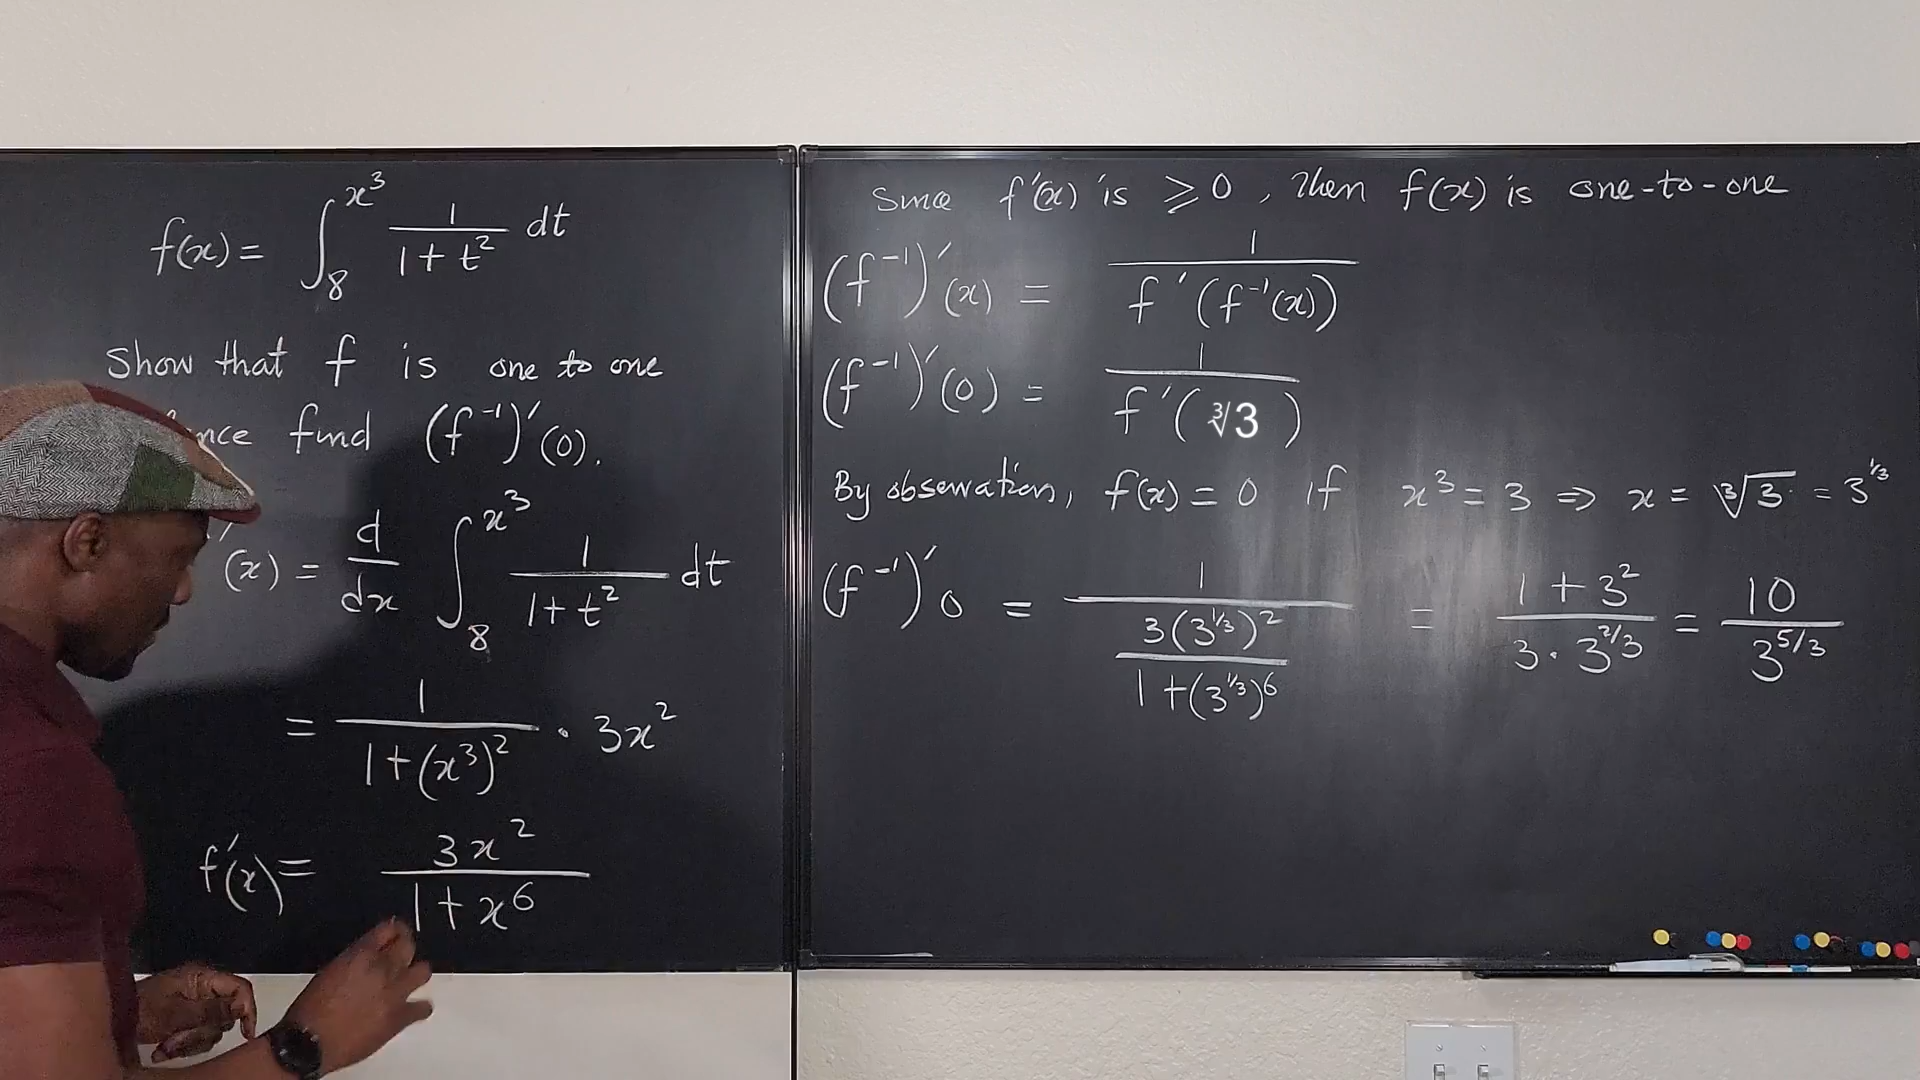 f(x) = ∫₈^{x³} 1/(1+t²) dt
Show that f is one to one
nce find (f⁻¹)′(0).
(x) = d/dx ∫₈^{x³} 1/(1+t²) dt
= 1/(1+(x³)²) · 3x²
f′(x) = 3x²/(1+x⁶)
Since f′(x) is ≥ 0, then f(x) is one-to-one
(f⁻¹)′(x) = 1/(f′(f⁻¹(x)))
(f⁻¹)′(0) = 1/(f′(∛3))
By observation, f(x) = 0 if x³ = 3 ⇒ x = ∛3 = 3^{1/3}
(f⁻¹)′0 = 1/(3(3^{1/3})²/(1+(3^{1/3})⁶)) = (1+3²)/(3·3^{2/3}) = 10/3^{5/3}